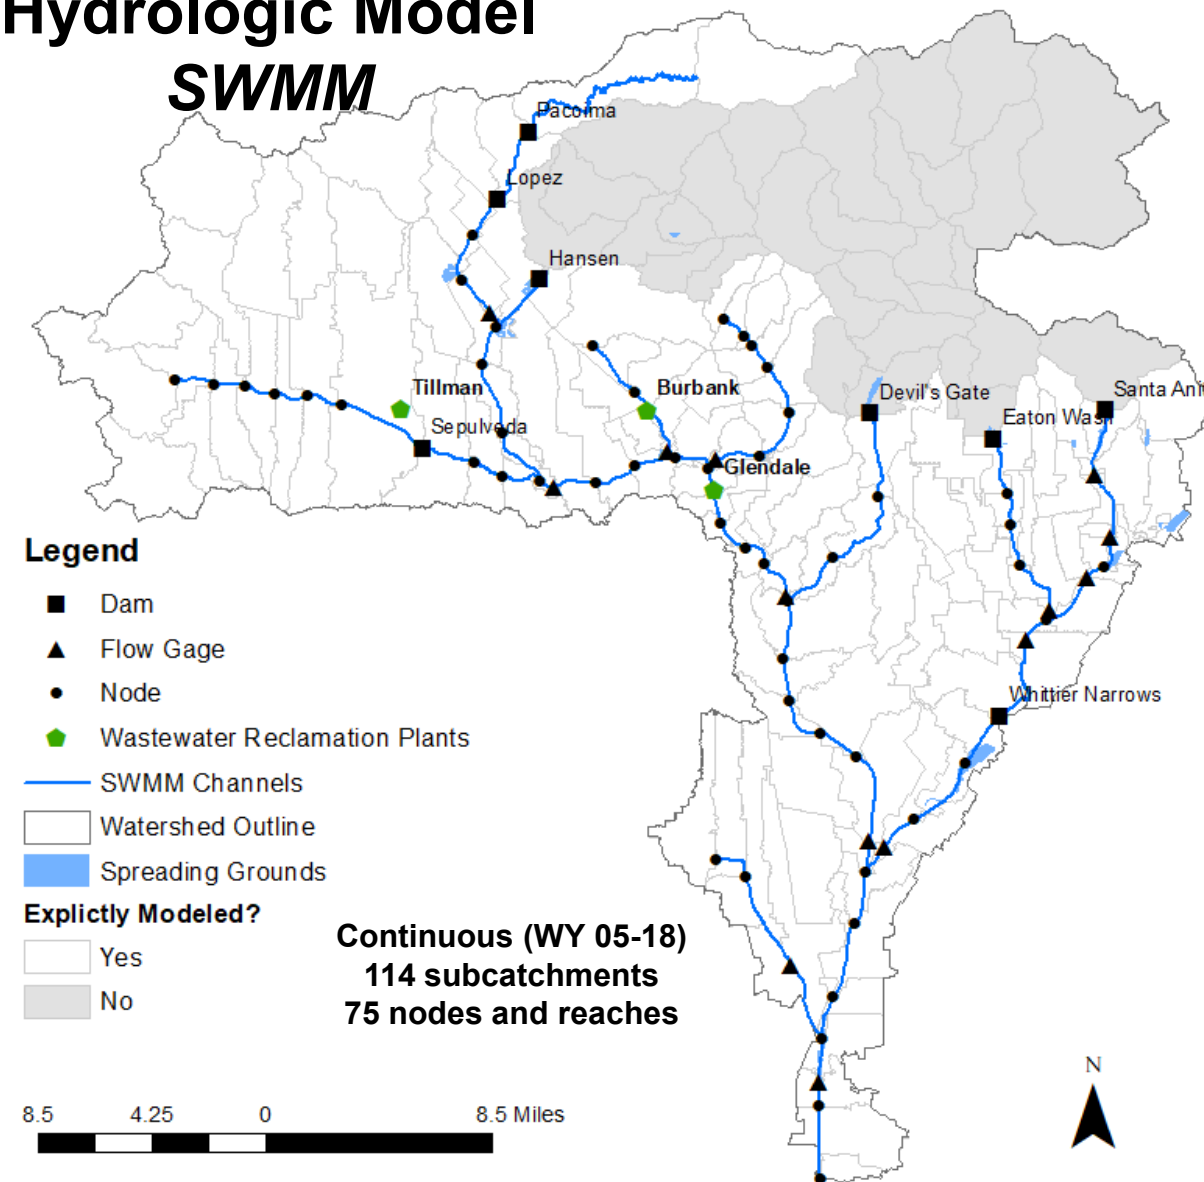 Hydrologic Model
SWMM
Pacoima
Lopez
Hansen
Tillman
Sepulveda
Burbank
Glendale
Devil's Gate
Eaton Wash
Santa Ani
Whittier Narrows
Legend
Dam
Flow Gage
Node
Wastewater Reclamation Plants
SWMM Channels
Watershed Outline
Spreading Grounds
Explictly Modeled?
Yes
No
Continuous (WY 05-18)
114 subcatchments
75 nodes and reaches
8.5 4.25 0 8.5 Miles
N